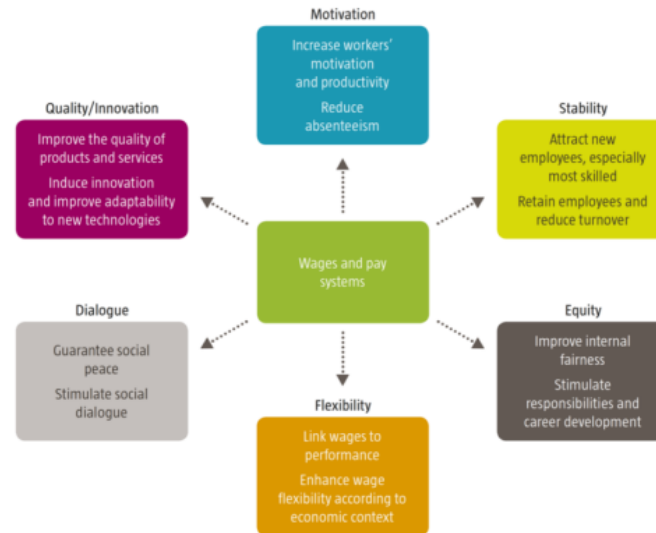 Motivation
Increase workers’
motivation
and productivity
Reduce
absenteeism
Quality/Innovation
Improve the quality of
products and services
Induce innovation
and improve adaptability
to new technologies
Stability
Attract new
employees, especially
most skilled
Retain employees and
reduce turnover
Wages and pay
systems
Dialogue
Guarantee social
peace
Stimulate social
dialogue
Equity
Improve internal
fairness
Stimulate
responsibilities and
career development
Flexibility
Link wages to
performance
Enhance wage
flexibility according to
economic context